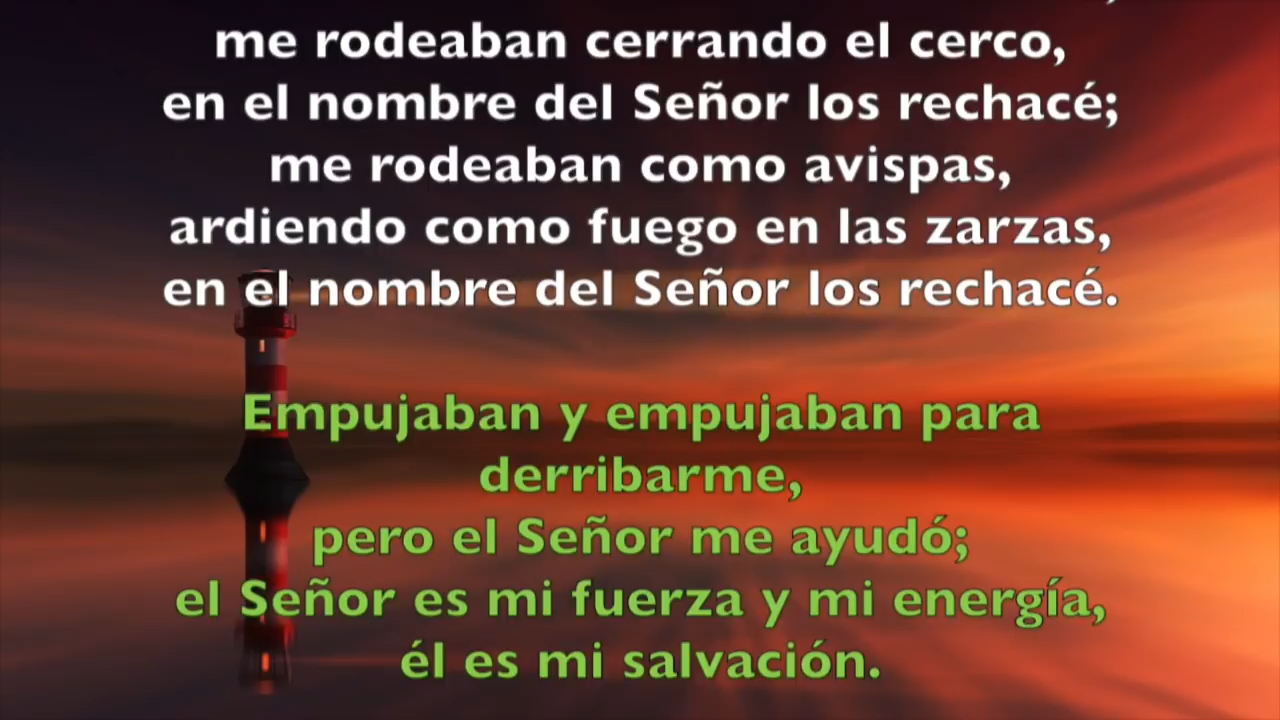 me rodeaban cerrando el cerco,
en el nombre del Señor los rechacé;
me rodeaban como avispas,
ardiendo como fuego en las zarzas,
en el nombre del Señor los rechacé.
Empujaban y empujaban para
derribarme,
pero el Señor me ayudó;
el Señor es mi fuerza y mi energía,
él es mi salvación.